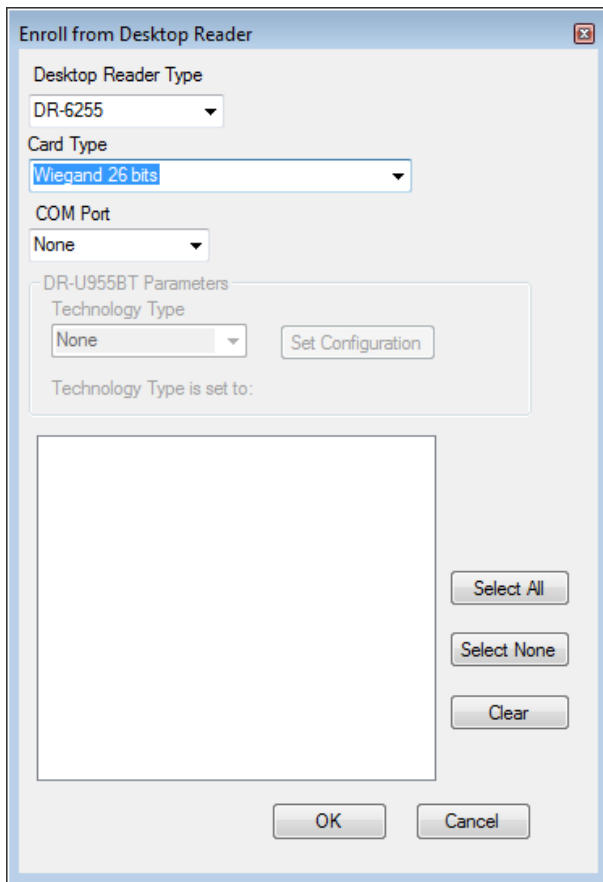 Enroll from Desktop Reader
Desktop Reader Type
DR-6255
Card Type
Wiegand 26 bits
COM Port
None
DR-U955BT Parameters
Technology Type
None
Set Configuration
Technology Type is set to:
Select All
Select None
Clear
OK
Cancel